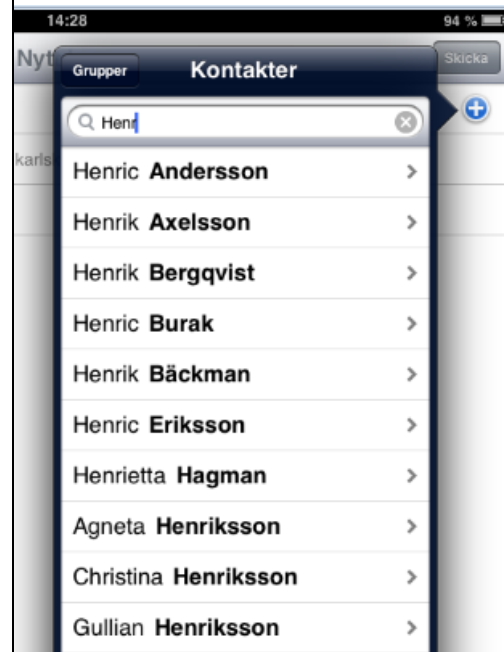 14:28 94 %
Nyt Grupper Kontakter Skicka
Henr
karls
Henric Andersson
Henrik Axelsson
Henrik Bergqvist
Henric Burak
Henrik Bäckman
Henric Eriksson
Henrietta Hagman
Agneta Henriksson
Christina Henriksson
Gullian Henriksson